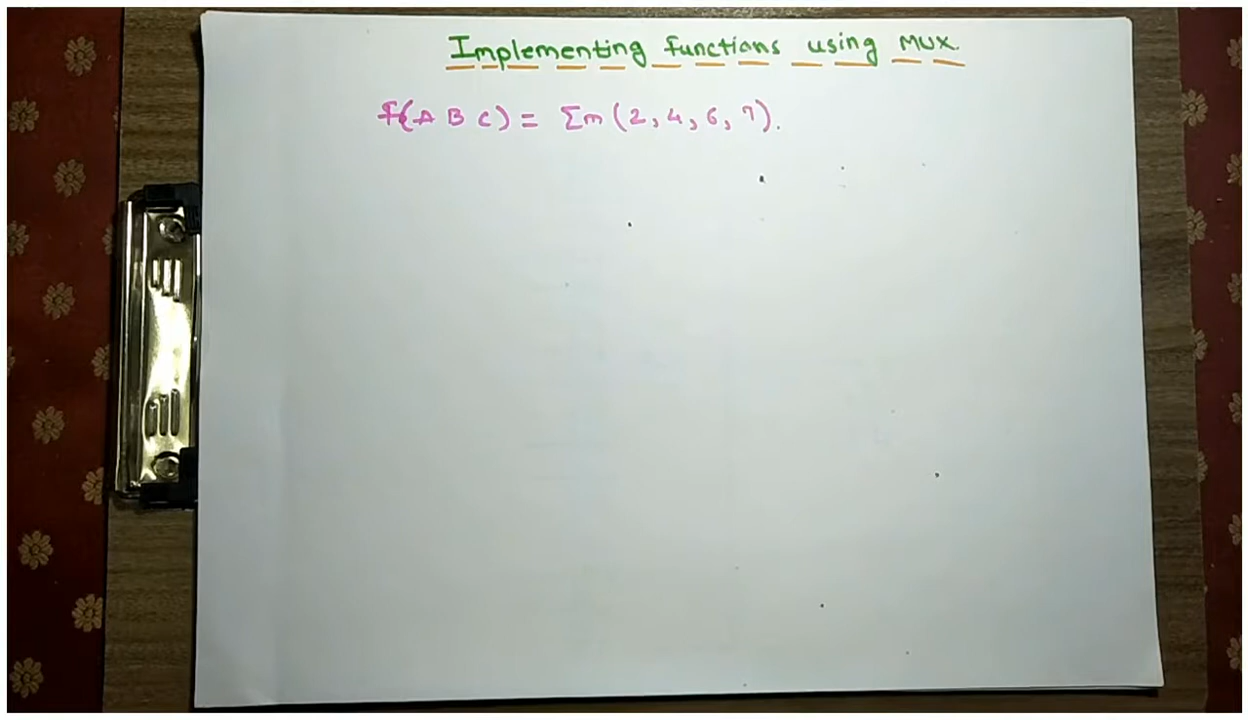 Implementing functions using MUX.
f(A B C) = Σm (2, 4, 6, 7).